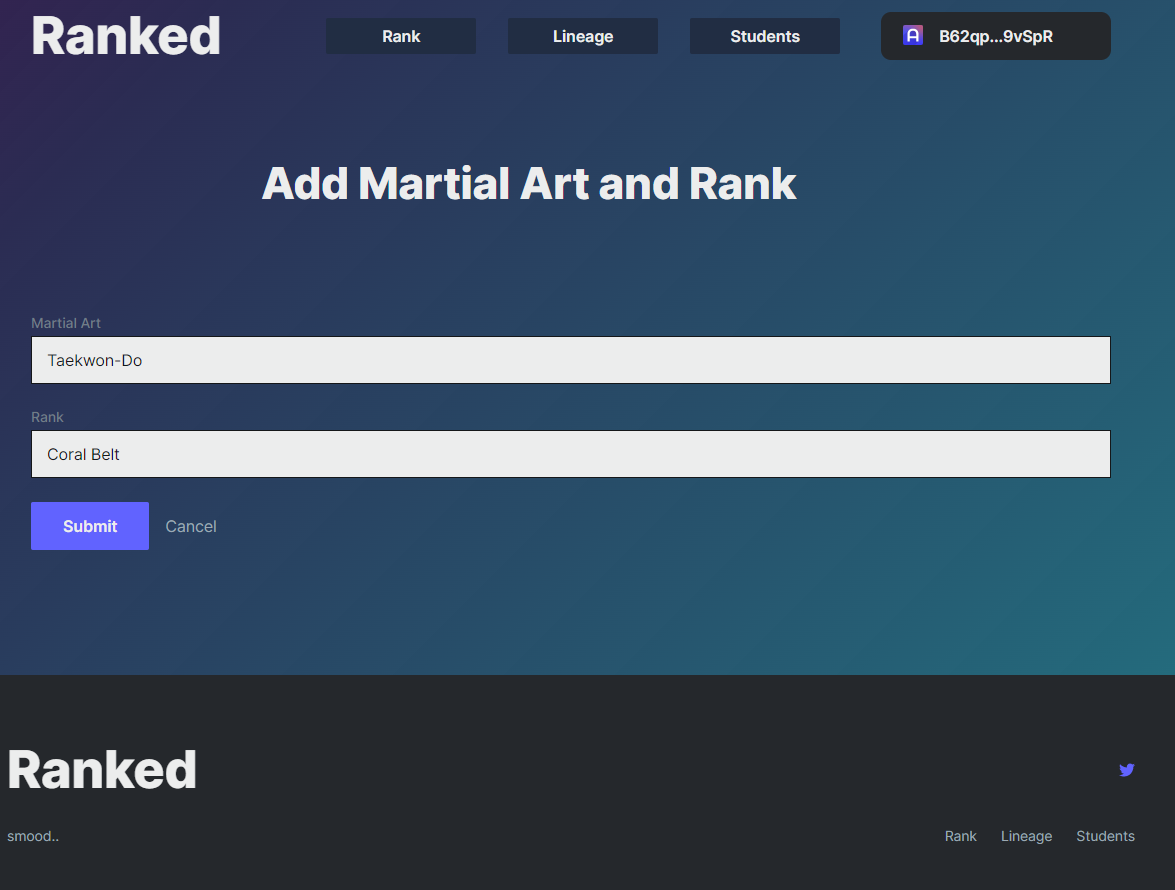 Ranked
Rank
Lineage
Students
B62qp...9vSpR
Add Martial Art and Rank
Martial Art
Taekwon-Do
Rank
Coral Belt
Submit
Cancel
Ranked
smood..
Rank
Lineage
Students